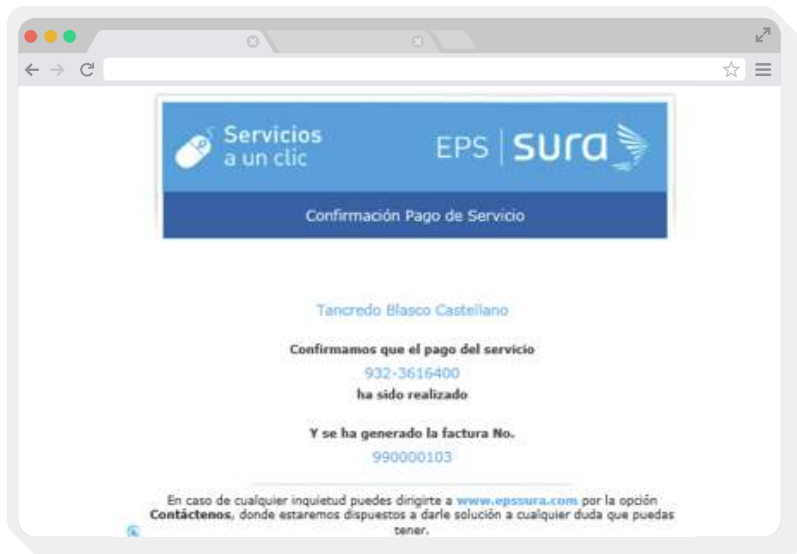 Servicios
a un clic
EPS sura
Confirmación Pago de Servicio
Tancredo Blasco Castellano
Confirmamos que el pago del servicio
932-3616400
ha sido realizado
Y se ha generado la factura No.
990000103
En caso de cualquier inquietud puedes dirigirte a www.epssura.com por la opción
Contáctenos, donde estaremos dispuestos a darle solución a cualquier duda que puedas
tener.